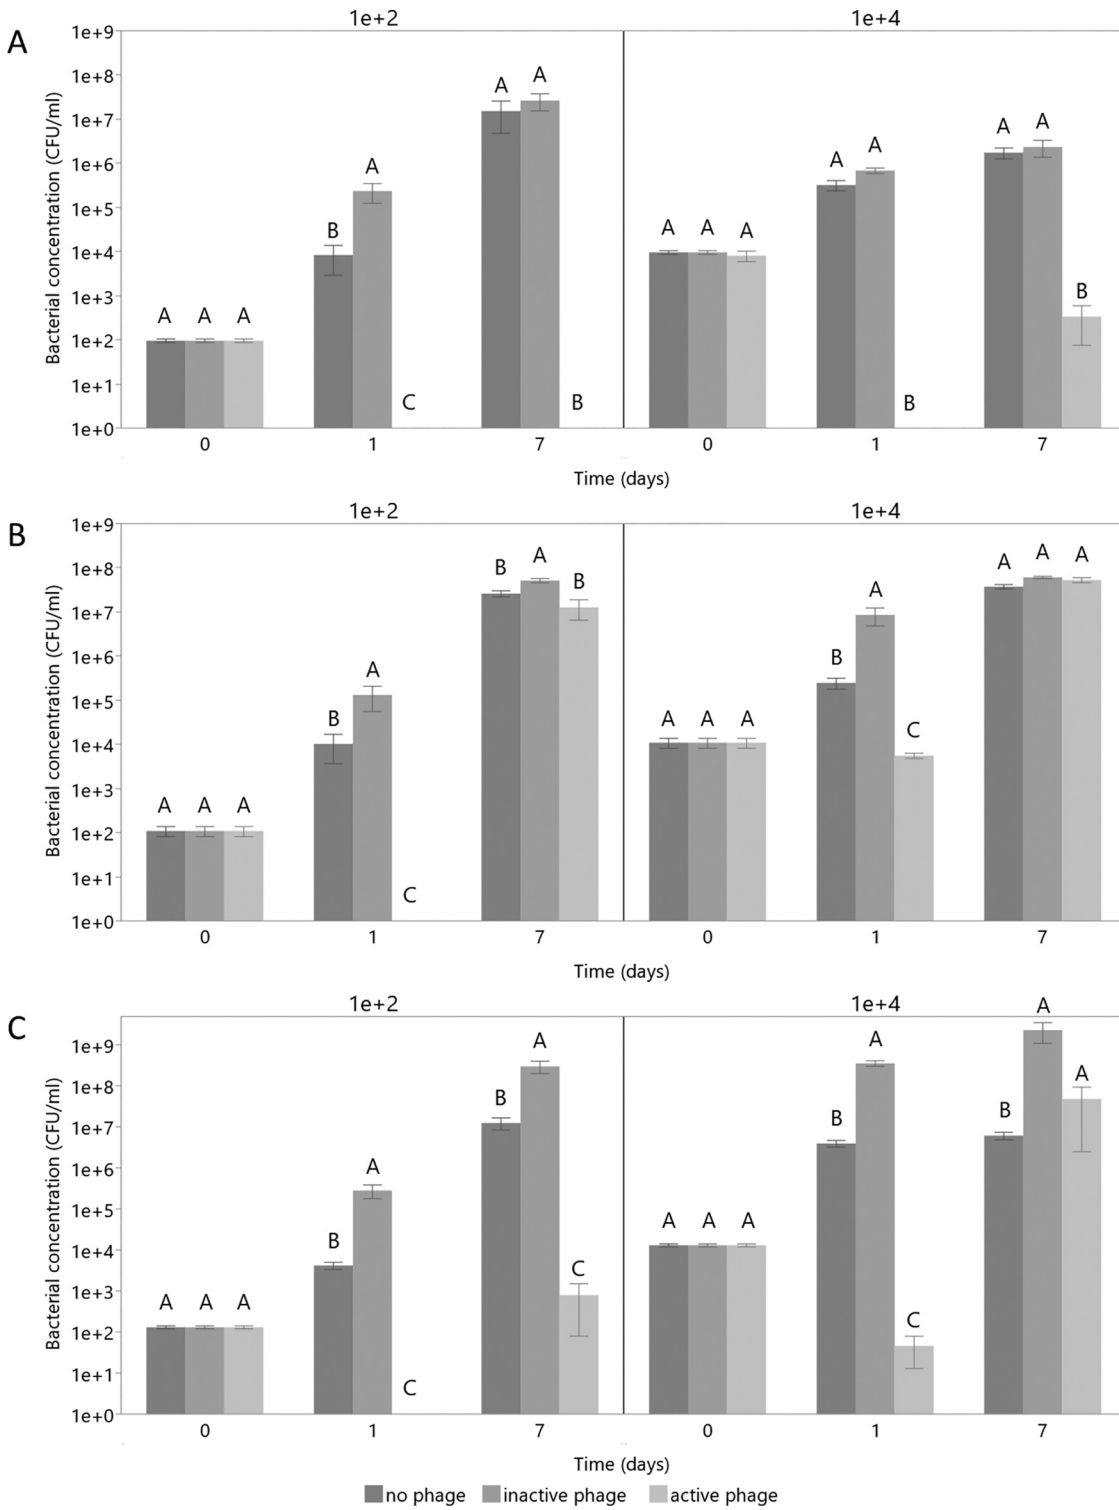 A
1e+2 1e+4
Bacterial concentration (CFU/ml)
1e+9
1e+8
1e+7
1e+6
1e+5
1e+4
1e+3
1e+2
1e+1
1e+0
A A A B A C A A B
A A A A A B A A B
0 1 7 0 1 7
Time (days)
B
1e+2 1e+4
Bacterial concentration (CFU/ml)
1e+9
1e+8
1e+7
1e+6
1e+5
1e+4
1e+3
1e+2
1e+1
1e+0
A A A B A C B A B
A A A B A C A A A
0 1 7 0 1 7
Time (days)
C
1e+2 1e+4
Bacterial concentration (CFU/ml)
1e+9
1e+8
1e+7
1e+6
1e+5
1e+4
1e+3
1e+2
1e+1
1e+0
A A A B A C B A C
A A A B A C B A A
0 1 7 0 1 7
Time (days)
no phage inactive phage active phage